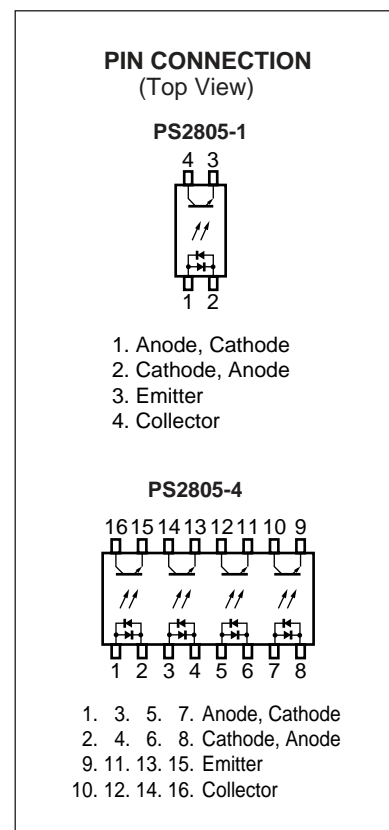 PIN CONNECTION
(Top View)
PS2805-1
4 3
1 2
1. Anode, Cathode
2. Cathode, Anode
3. Emitter
4. Collector
PS2805-4
16 15 14 13 12 11 10 9
1 2 3 4 5 6 7 8
1. 3. 5. 7. Anode, Cathode
2. 4. 6. 8. Cathode, Anode
9. 11. 13. 15. Emitter
10. 12. 14. 16. Collector